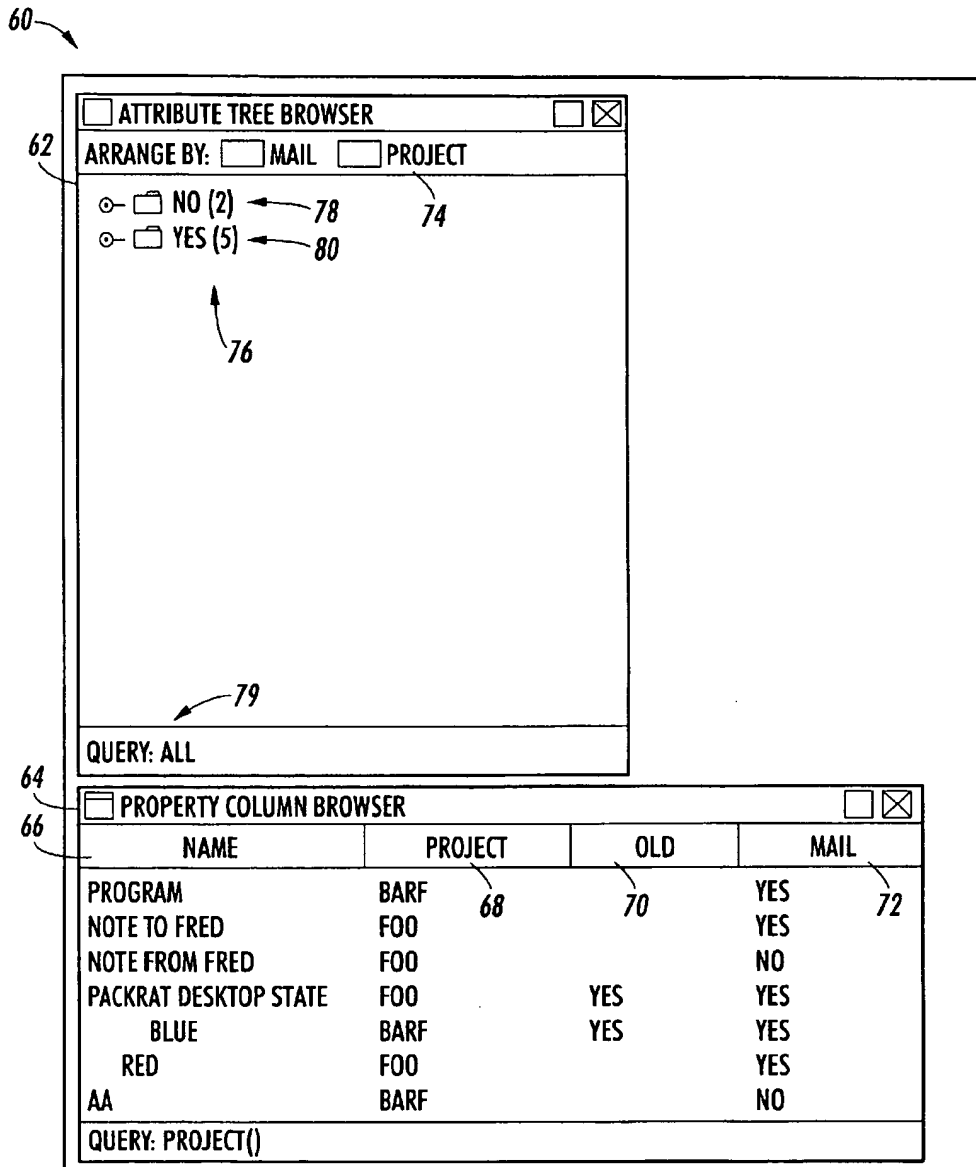 60
ATTRIBUTE TREE BROWSER
62
ARRANGE BY: MAIL PROJECT
74
NO (2) 78
YES (5) 80
76
79
QUERY: ALL
64
PROPERTY COLUMN BROWSER
66
NAME PROJECT OLD MAIL
68 70 72
PROGRAM BARF YES
NOTE TO FRED FOO YES
NOTE FROM FRED FOO NO
PACKRAT DESKTOP STATE FOO YES YES
BLUE BARF YES YES
RED FOO YES
AA BARF NO
QUERY: PROJECT()